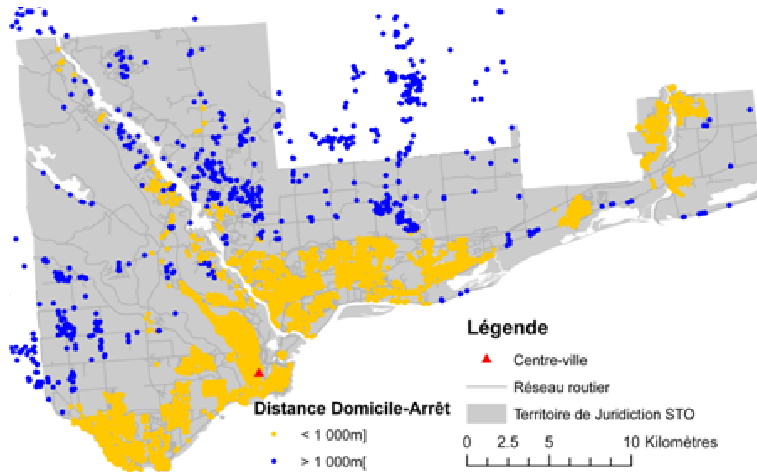 Légende
Centre-ville
Réseau routier
Territoire de Juridiction STO
0 2.5 5 10 Kilomètres
Distance Domicile-Arrêt
< 1 000m]
> 1 000m[